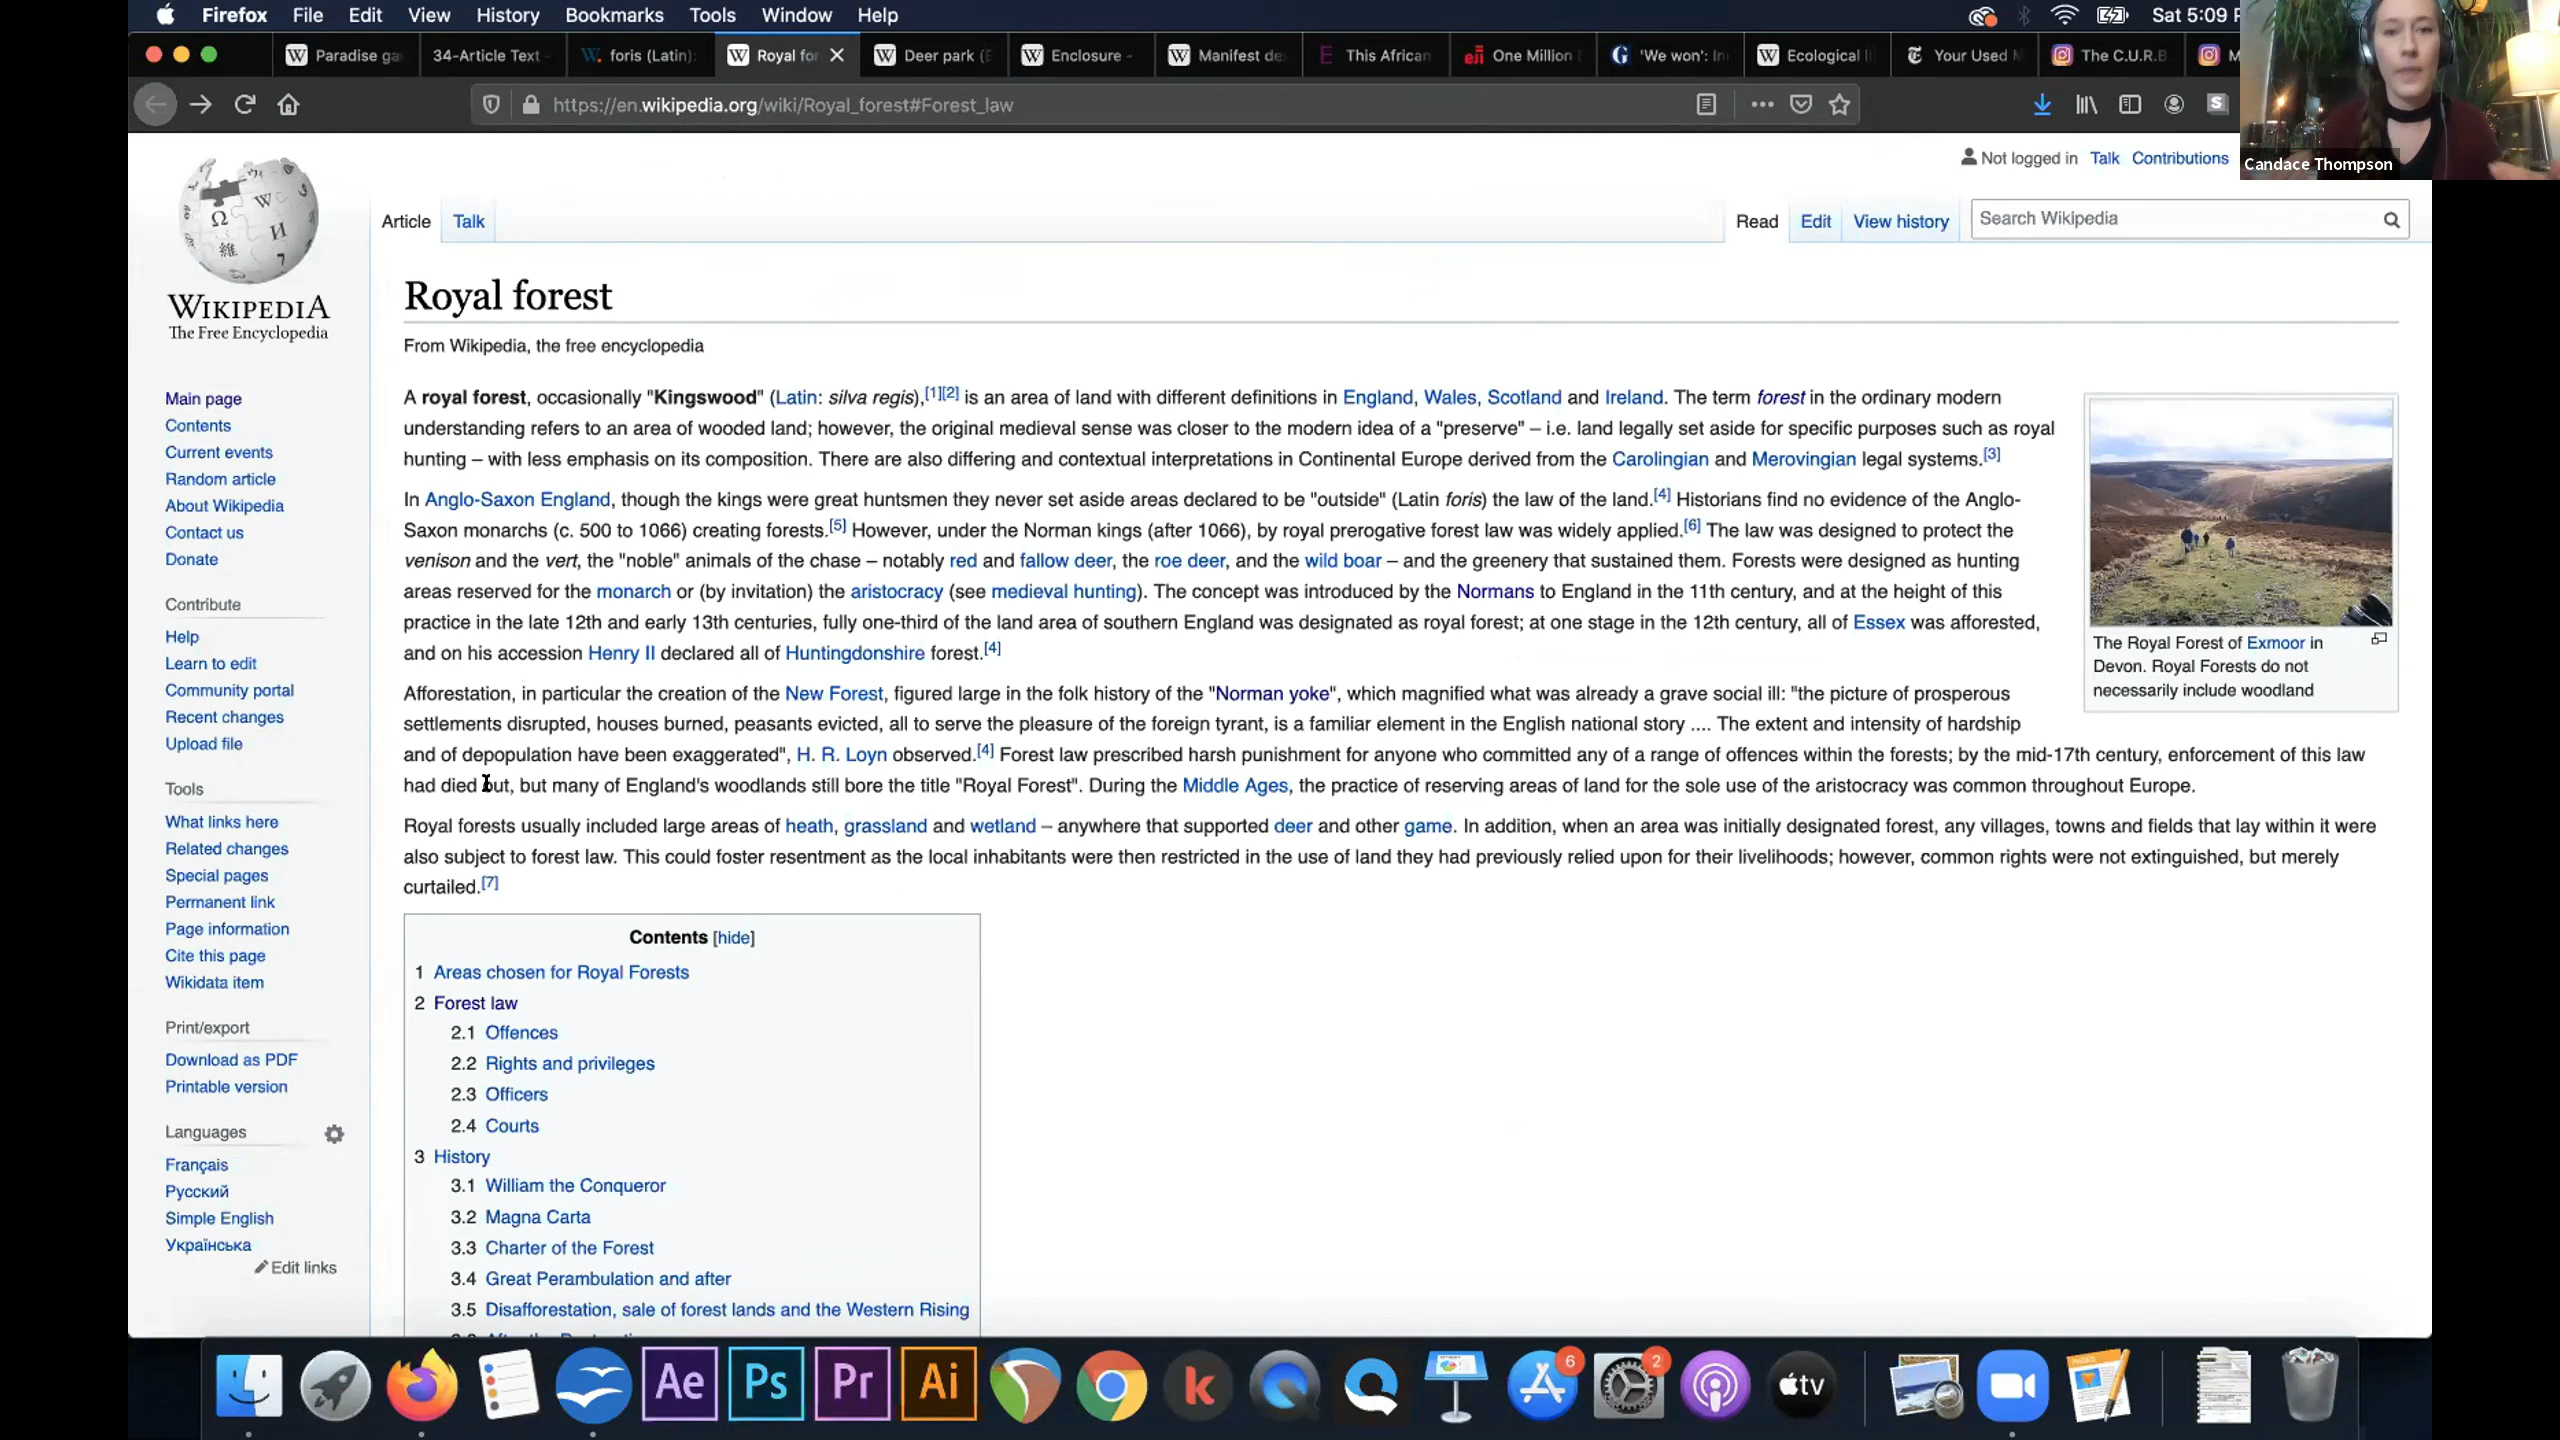 Firefox File Edit View History Bookmarks Tools Window Help
Sat 5:09
Paradise ga
34-Article Text
foris (Latin):
Royal for
Deer park (E
Enclosure -
Manifest de
This African
One Million
'We won': In
Ecological I
Your Used
The C.U.R.B
https://en.wikipedia.org/wiki/Royal_forest#Forest_law
Candace Thompson
Not logged in Talk Contributions
Article Talk Read Edit View history Search Wikipedia
WIKIPEDIA
The Free Encyclopedia
Main page
Contents
Current events
Random article
About Wikipedia
Contact us
Donate
Contribute
Help
Learn to edit
Community portal
Recent changes
Upload file
Tools
What links here
Related changes
Special pages
Permanent link
Page information
Cite this page
Wikidata item
Print/export
Download as PDF
Printable version
Languages
Français
Русский
Simple English
Українська
Edit links
Royal forest
From Wikipedia, the free encyclopedia
A royal forest, occasionally "Kingswood" (Latin: silva regis),[1][2] is an area of land with different definitions in England, Wales, Scotland and Ireland. The term forest in the ordinary modern
understanding refers to an area of wooded land; however, the original medieval sense was closer to the modern idea of a "preserve" – i.e. land legally set aside for specific purposes such as royal
hunting – with less emphasis on its composition. There are also differing and contextual interpretations in Continental Europe derived from the Carolingian and Merovingian legal systems.[3]
In Anglo-Saxon England, though the kings were great huntsmen they never set aside areas declared to be "outside" (Latin foris) the law of the land.[4] Historians find no evidence of the Anglo-
Saxon monarchs (c. 500 to 1066) creating forests.[5] However, under the Norman kings (after 1066), by royal prerogative forest law was widely applied.[6] The law was designed to protect the
venison and the vert, the "noble" animals of the chase – notably red and fallow deer, the roe deer, and the wild boar – and the greenery that sustained them. Forests were designed as hunting
areas reserved for the monarch or (by invitation) the aristocracy (see medieval hunting). The concept was introduced by the Normans to England in the 11th century, and at the height of this
practice in the late 12th and early 13th centuries, fully one-third of the land area of southern England was designated as royal forest; at one stage in the 12th century, all of Essex was afforested,
and on his accession Henry II declared all of Huntingdonshire forest.[4]
The Royal Forest of Exmoor in
Devon. Royal Forests do not
necessarily include woodland
Afforestation, in particular the creation of the New Forest, figured large in the folk history of the "Norman yoke", which magnified what was already a grave social ill: "the picture of prosperous
settlements disrupted, houses burned, peasants evicted, all to serve the pleasure of the foreign tyrant, is a familiar element in the English national story .... The extent and intensity of hardship
and of depopulation have been exaggerated", H. R. Loyn observed.[4] Forest law prescribed harsh punishment for anyone who committed any of a range of offences within the forests; by the mid-17th century, enforcement of this law
had died out, but many of England's woodlands still bore the title "Royal Forest". During the Middle Ages, the practice of reserving areas of land for the sole use of the aristocracy was common throughout Europe.
Royal forests usually included large areas of heath, grassland and wetland – anywhere that supported deer and other game. In addition, when an area was initially designated forest, any villages, towns and fields that lay within it were
also subject to forest law. This could foster resentment as the local inhabitants were then restricted in the use of land they had previously relied upon for their livelihoods; however, common rights were not extinguished, but merely
curtailed.[7]
Contents [hide]
1 Areas chosen for Royal Forests
2 Forest law
2.1 Offences
2.2 Rights and privileges
2.3 Officers
2.4 Courts
3 History
3.1 William the Conqueror
3.2 Magna Carta
3.3 Charter of the Forest
3.4 Great Perambulation and after
3.5 Disafforestation, sale of forest lands and the Western Rising
Ae Ps Pr Ai k 6 2 tv